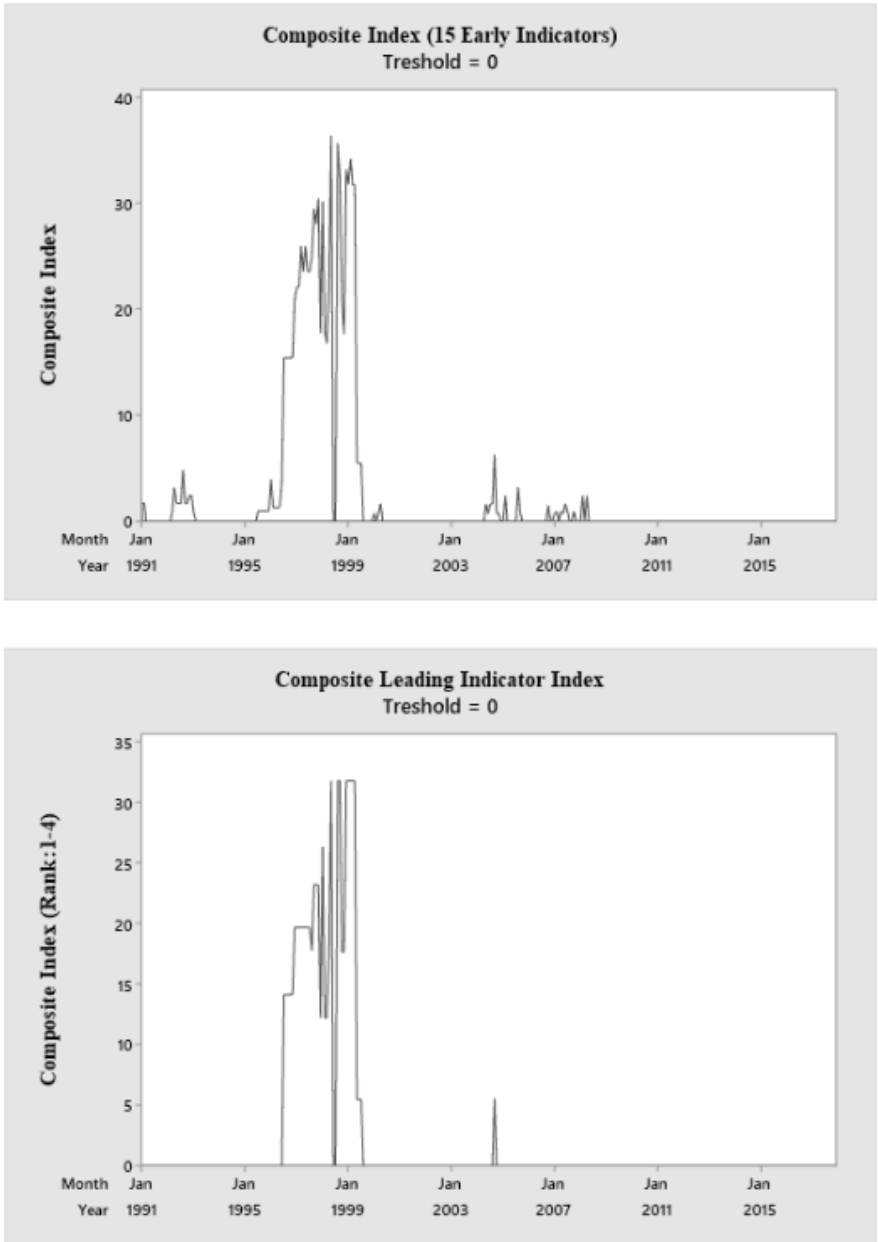 Composite Index (15 Early Indicators)
Treshold = 0
40
30
20
10
0
Composite Index
Month Jan Jan Jan Jan Jan Jan Jan
Year 1991 1995 1999 2003 2007 2011 2015
Composite Leading Indicator Index
Treshold = 0
35
30
25
20
15
10
5
0
Composite Index (Rank:1-4)
Month Jan Jan Jan Jan Jan Jan Jan
Year 1991 1995 1999 2003 2007 2011 2015